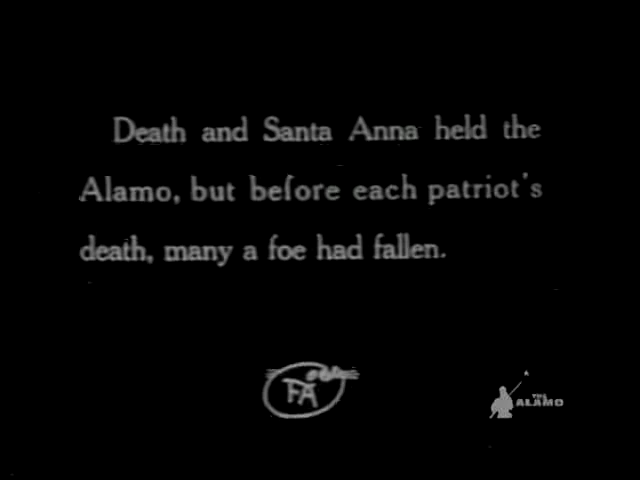 Death and Santa Anna held the
Alamo, but before each patriot's
death, many a foe had fallen.
FA
THE
ALAMO